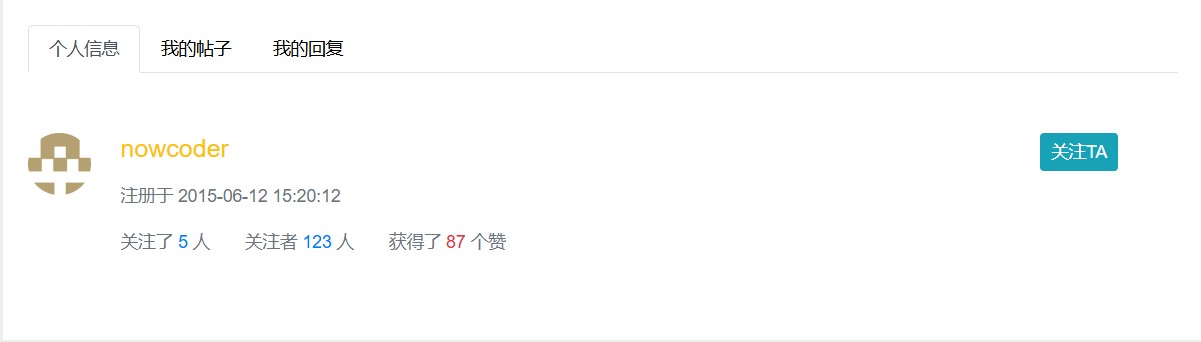 个人信息 我的帖子 我的回复
nowcoder 关注TA
注册于 2015-06-12 15:20:12
关注了 5 人 关注者 123 人 获得了 87 个赞